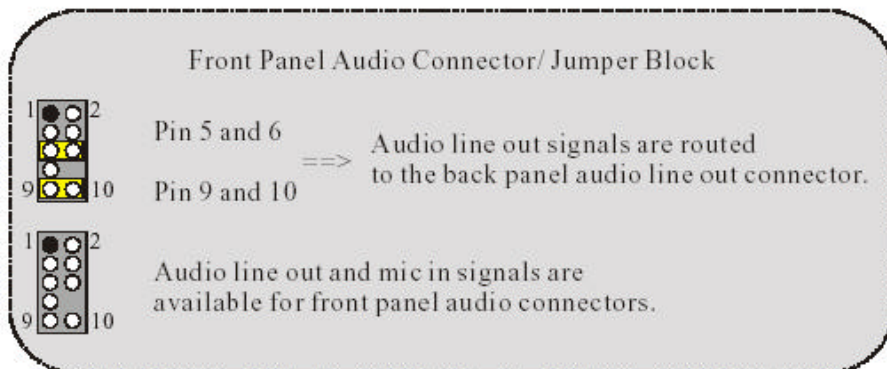 Front Panel Audio Connector/ Jumper Block
1 2
Pin 5 and 6
==> Audio line out signals are routed
to the back panel audio line out connector.
Pin 9 and 10
9 10
1 2
Audio line out and mic in signals are
available for front panel audio connectors.
9 10